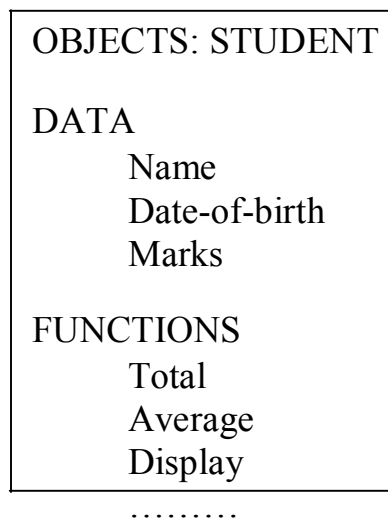 OBJECTS: STUDENT
DATA
Name
Date-of-birth
Marks
FUNCTIONS
Total
Average
Display
………